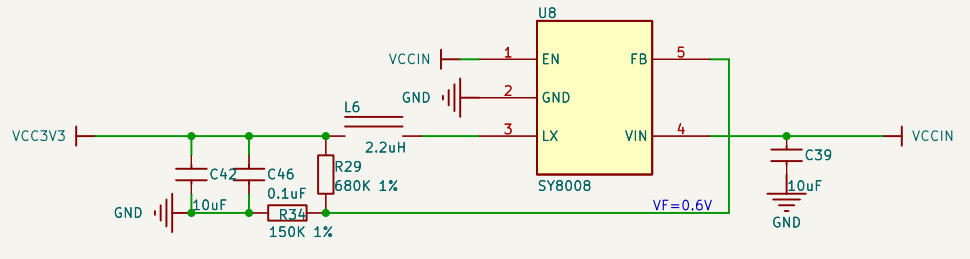 U8
VCCIN
1
EN
FB
5
GND
2
GND
L6
VCC3V3
3
LX
VIN
4
VCCIN
2.2uH
C39
C42
C46
R29
680K 1%
SY8008
10uF
0.1uF
10uF
VF=0.6V
GND
R34
GND
150K 1%